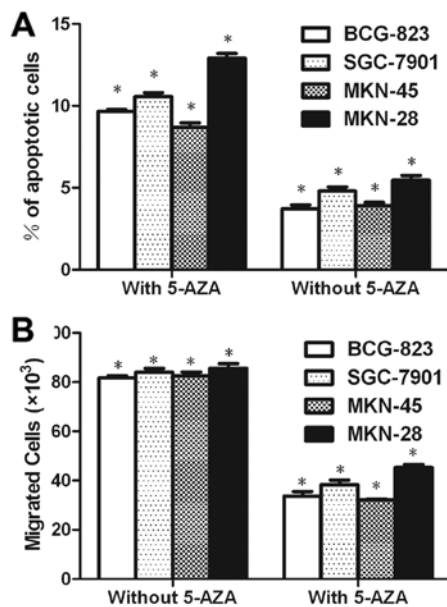 A
% of apoptotic cells
15
10
5
0
* * * *
* * * *
BCG-823
SGC-7901
MKN-45
MKN-28
With 5-AZA Without 5-AZA
B
Migrated Cells (×10³)
00
80
60
40
20
0
* * * *
* * * *
BCG-823
SGC-7901
MKN-45
MKN-28
Without 5-AZA With 5-AZA